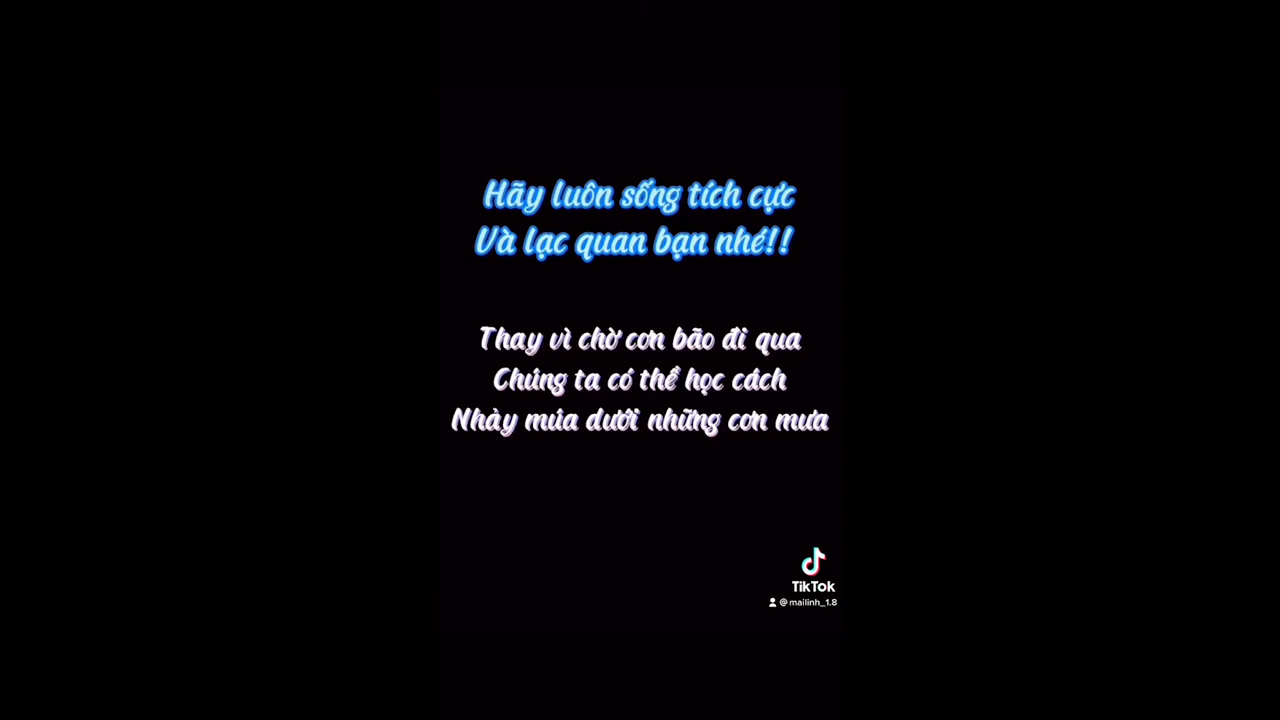 Hãy luôn sống tích cực
Và lạc quan bạn nhé!!
Thay vì chờ cơn bão đi qua
Chúng ta có thể học cách
Nhảy múa dưới những cơn mưa
TikTok
@mailinh_1.8